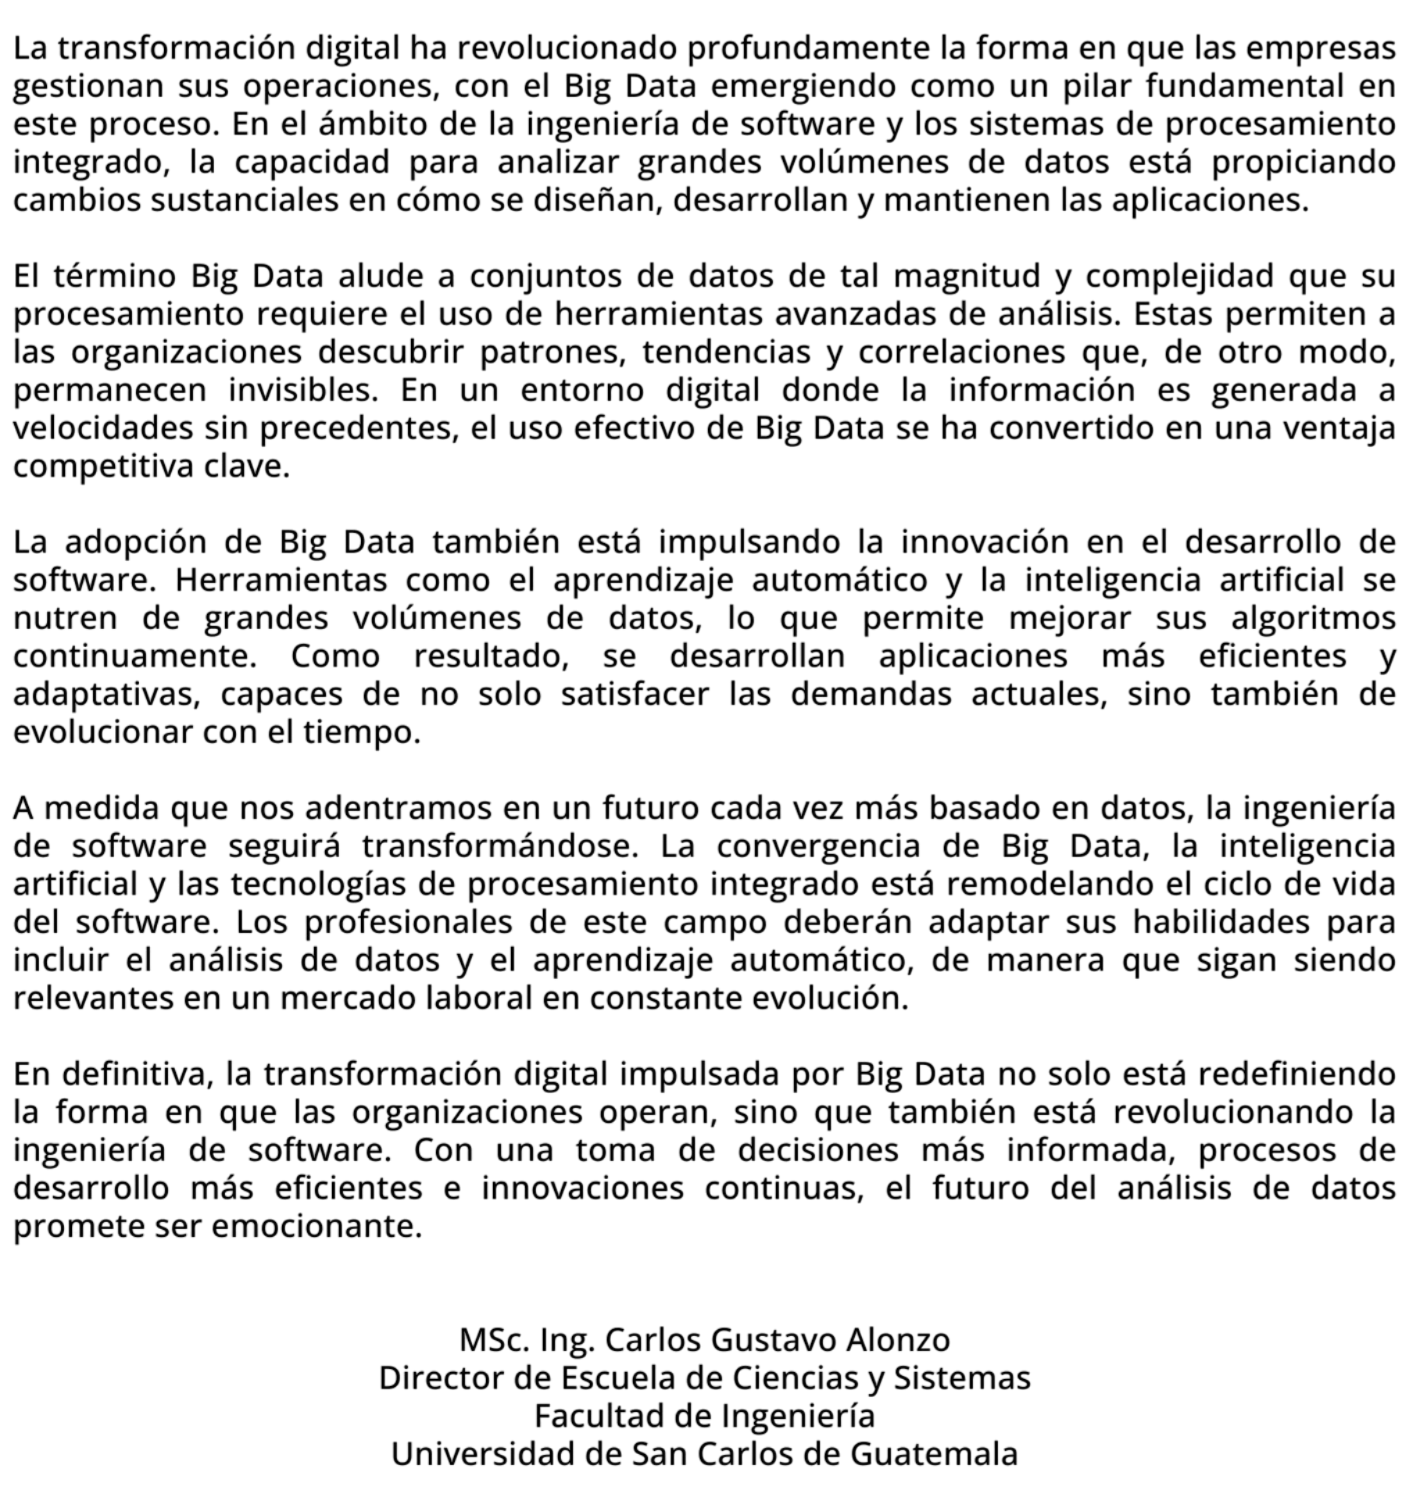 La transformación digital ha revolucionado profundamente la forma en que las empresas
gestionan sus operaciones, con el Big Data emergiendo como un pilar fundamental en
este proceso. En el ámbito de la ingeniería de software y los sistemas de procesamiento
integrado, la capacidad para analizar grandes volúmenes de datos está propiciando
cambios sustanciales en cómo se diseñan, desarrollan y mantienen las aplicaciones.

El término Big Data alude a conjuntos de datos de tal magnitud y complejidad que su
procesamiento requiere el uso de herramientas avanzadas de análisis. Estas permiten a
las organizaciones descubrir patrones, tendencias y correlaciones que, de otro modo,
permanecen invisibles. En un entorno digital donde la información es generada a
velocidades sin precedentes, el uso efectivo de Big Data se ha convertido en una ventaja
competitiva clave.

La adopción de Big Data también está impulsando la innovación en el desarrollo de
software. Herramientas como el aprendizaje automático y la inteligencia artificial se
nutren de grandes volúmenes de datos, lo que permite mejorar sus algoritmos
continuamente. Como resultado, se desarrollan aplicaciones más eficientes y
adaptativas, capaces de no solo satisfacer las demandas actuales, sino también de
evolucionar con el tiempo.

A medida que nos adentramos en un futuro cada vez más basado en datos, la ingeniería
de software seguirá transformándose. La convergencia de Big Data, la inteligencia
artificial y las tecnologías de procesamiento integrado está remodelando el ciclo de vida
del software. Los profesionales de este campo deberán adaptar sus habilidades para
incluir el análisis de datos y el aprendizaje automático, de manera que sigan siendo
relevantes en un mercado laboral en constante evolución.

En definitiva, la transformación digital impulsada por Big Data no solo está redefiniendo
la forma en que las organizaciones operan, sino que también está revolucionando la
ingeniería de software. Con una toma de decisiones más informada, procesos de
desarrollo más eficientes e innovaciones continuas, el futuro del análisis de datos
promete ser emocionante.

MSc. Ing. Carlos Gustavo Alonzo
Director de Escuela de Ciencias y Sistemas
Facultad de Ingeniería
Universidad de San Carlos de Guatemala